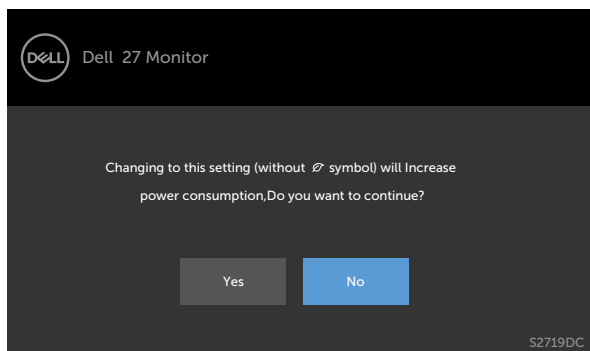 DELL
Dell 27 Monitor
Changing to this setting (without symbol) will Increase
power consumption,Do you want to continue?
Yes
No
S2719DC